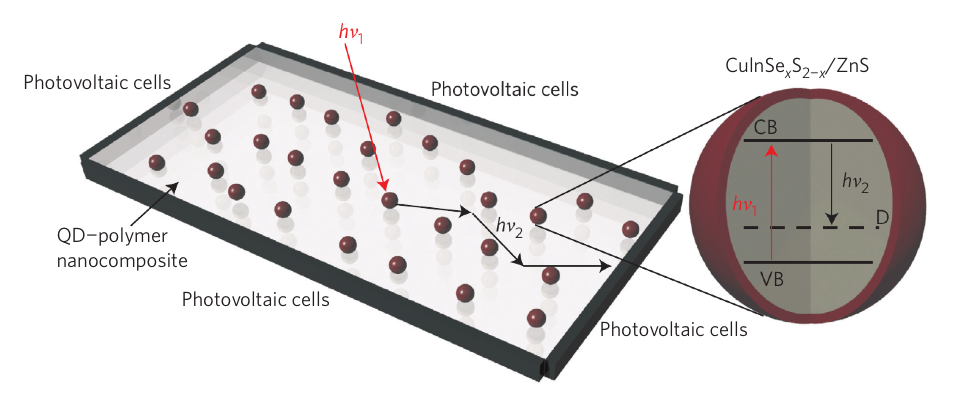 hν1
Photovoltaic cells
Photovoltaic cells
CuInSexS2−x/ZnS
CB
hν1
hν2
D
VB
hν2
QD–polymer
nanocomposite
Photovoltaic cells
Photovoltaic cells